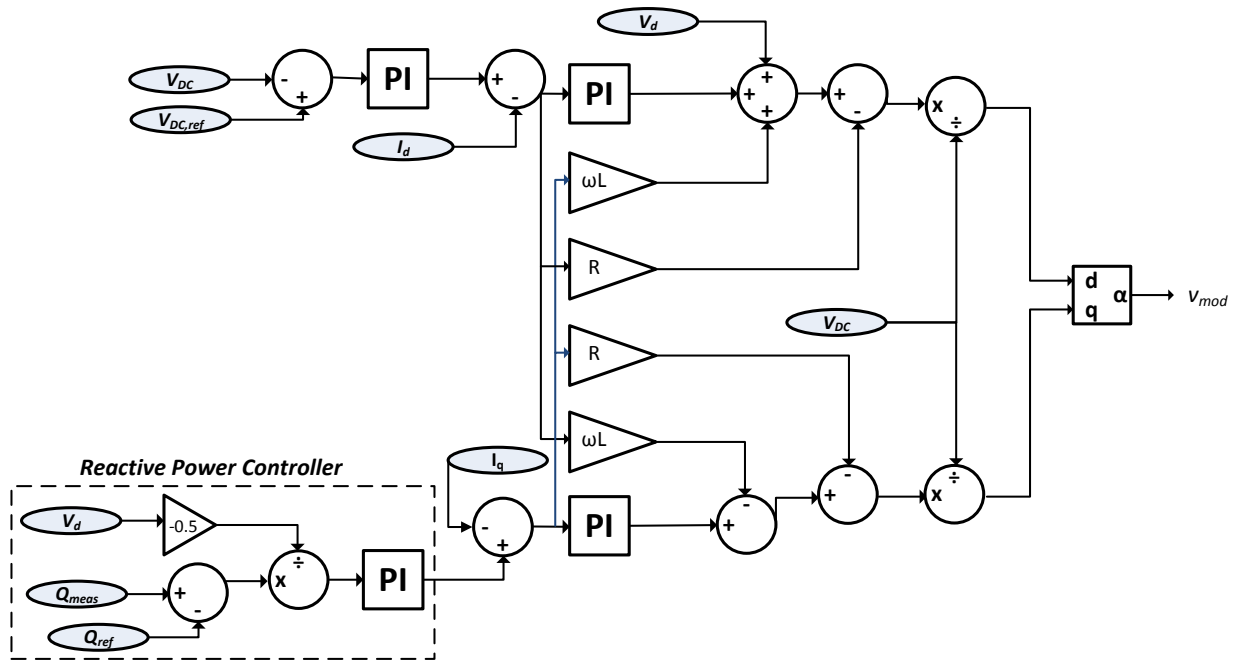 V_d
V_DC
-
+
PI
+
-
PI
+
+
+
+
-
x
÷
V_DC,ref
I_d
ωL
R
d
q
α
v_mod
V_DC
R
ωL
I_q
Reactive Power Controller
V_d
-0.5
-
+
PI
+
-
+
-
x
÷
Q_meas
+
-
x
÷
PI
Q_ref